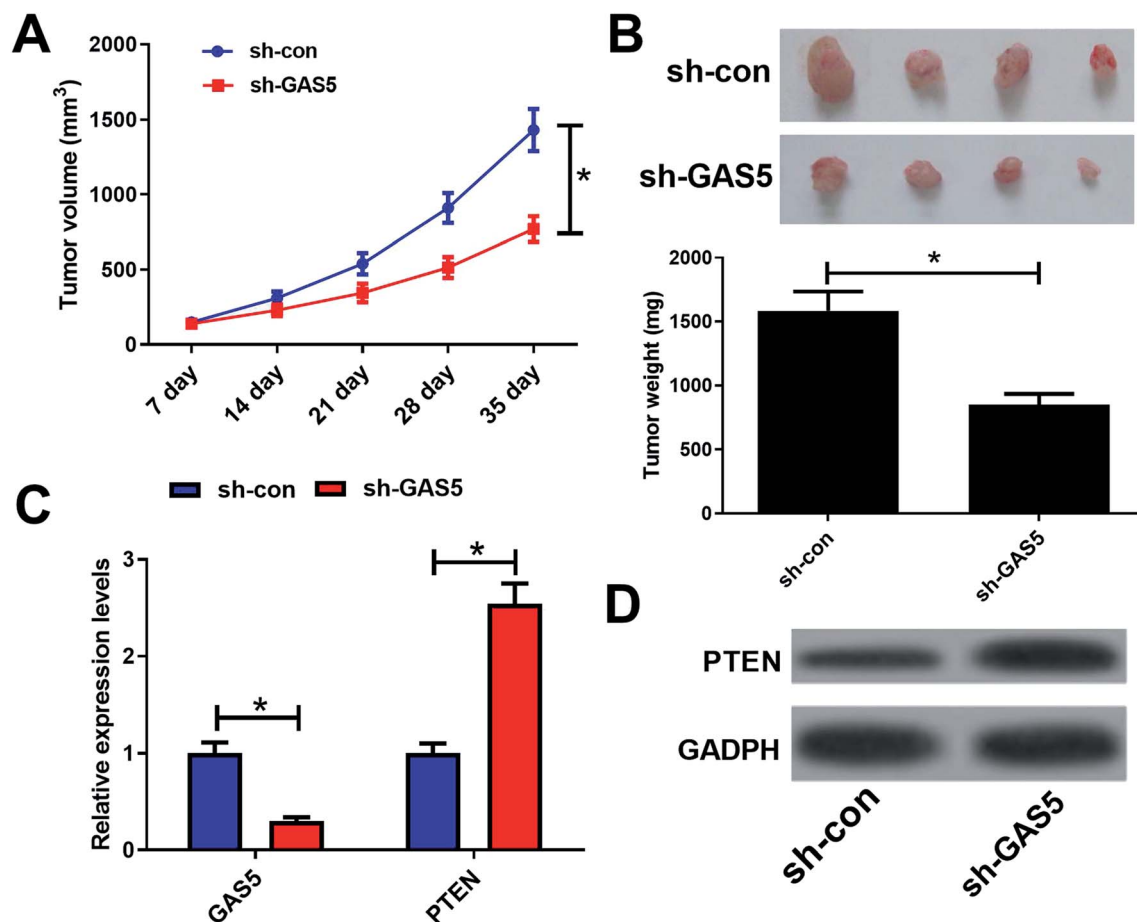 A
2000
1500
1000
500
0
Tumor volume (mm³)
sh-con
sh-GAS5
*
7 day
14 day
21 day
28 day
35 day
B
sh-con
sh-GAS5
2000
1500
1000
500
0
Tumor weight (mg)
*
sh-con
sh-GAS5
C
sh-con
sh-GAS5
3
2
1
0
Relative expression levels
*
*
GAS5
PTEN
D
PTEN
GADPH
sh-con
sh-GAS5